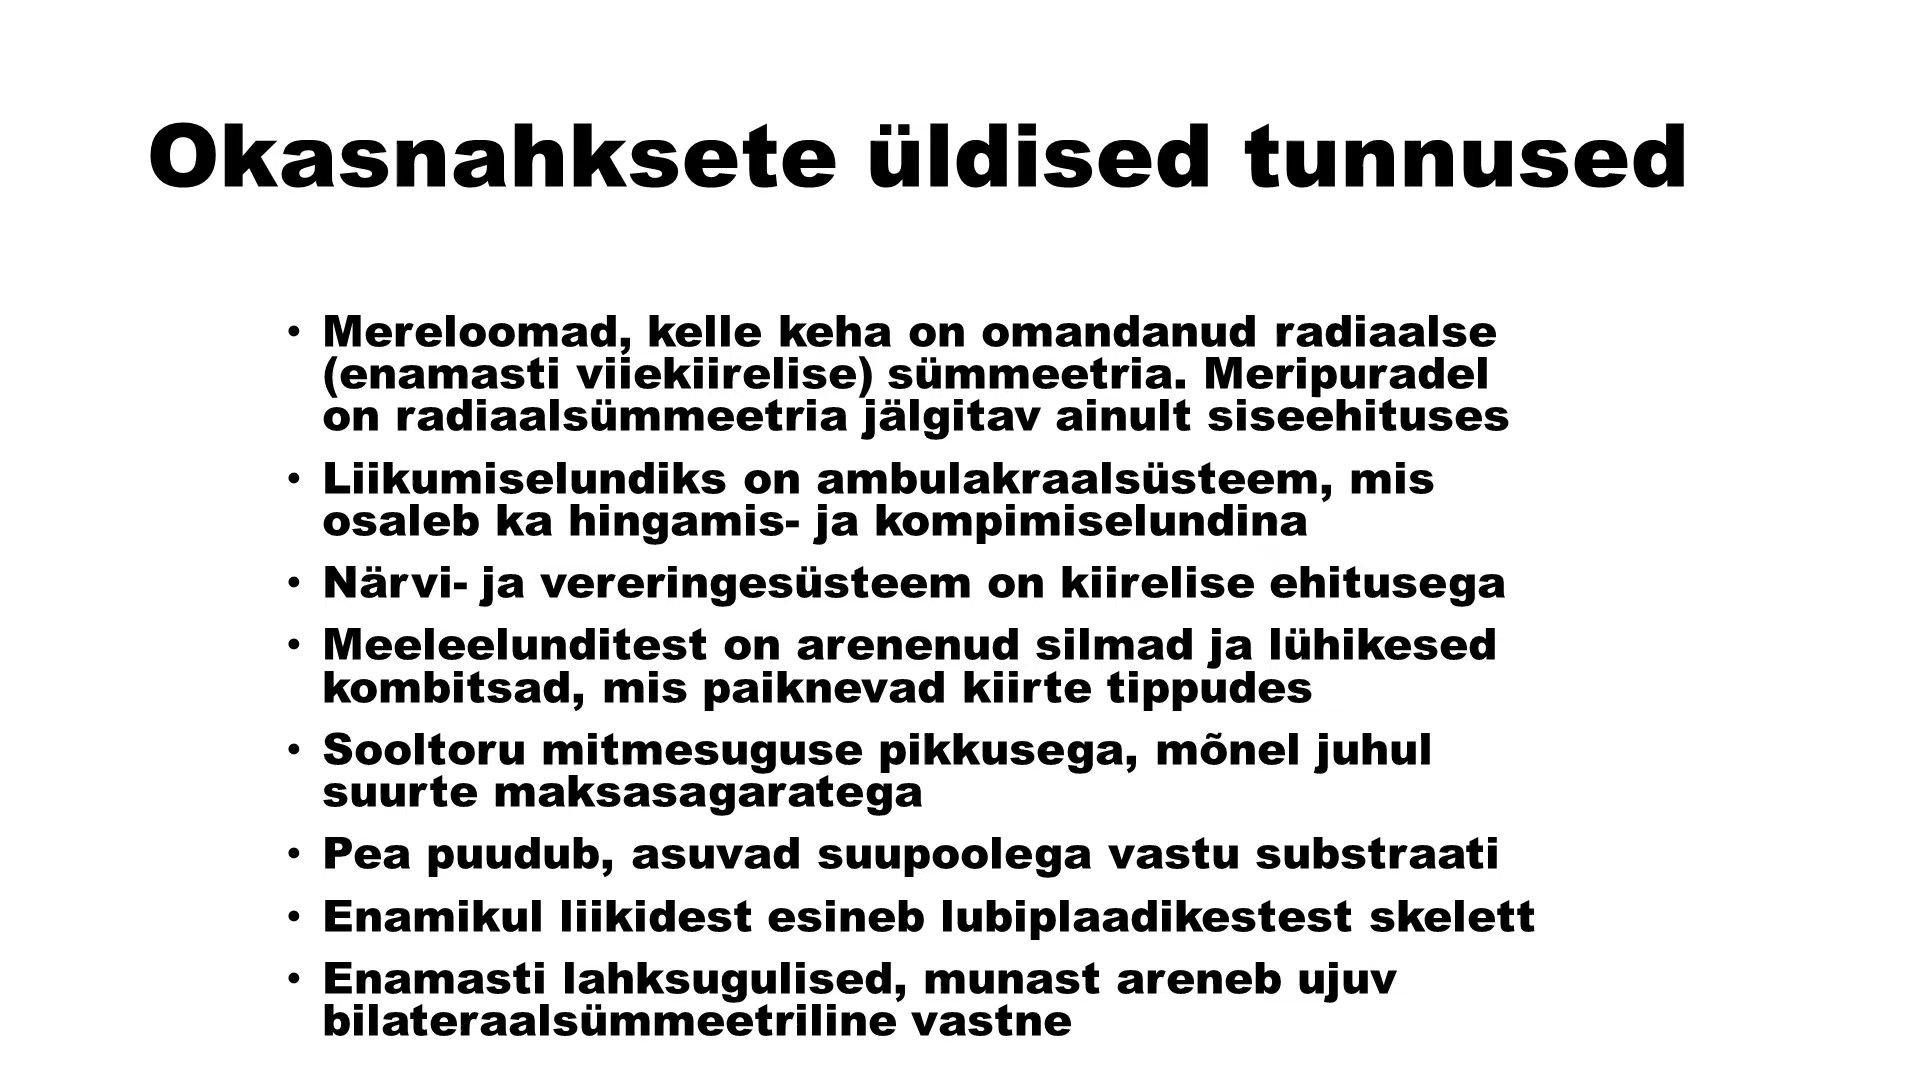 Okasnahksete üldised tunnused
• Mereloomad, kelle keha on omandanud radiaalse
(enamasti viiekiirelise) sümmeetria. Meripuradel
on radiaalsümmeetria jälgitav ainult siseehituses
• Liikumiselundiks on ambulakraalsüsteem, mis
osaleb ka hingamis- ja kompimiselundina
• Närvi- ja vereringesüsteem on kiirelise ehitusega
• Meeleelunditest on arenenud silmad ja lühikesed
kombitsad, mis paiknevad kiirte tippudes
• Sooltoru mitmesuguse pikkusega, mõnel juhul
suurte maksasagaratega
• Pea puudub, asuvad suupoolega vastu substraati
• Enamikul liikidest esineb lubiplaadikestest skelett
• Enamasti lahksugulised, munast areneb ujuv
bilateraalsümmeetriline vastne